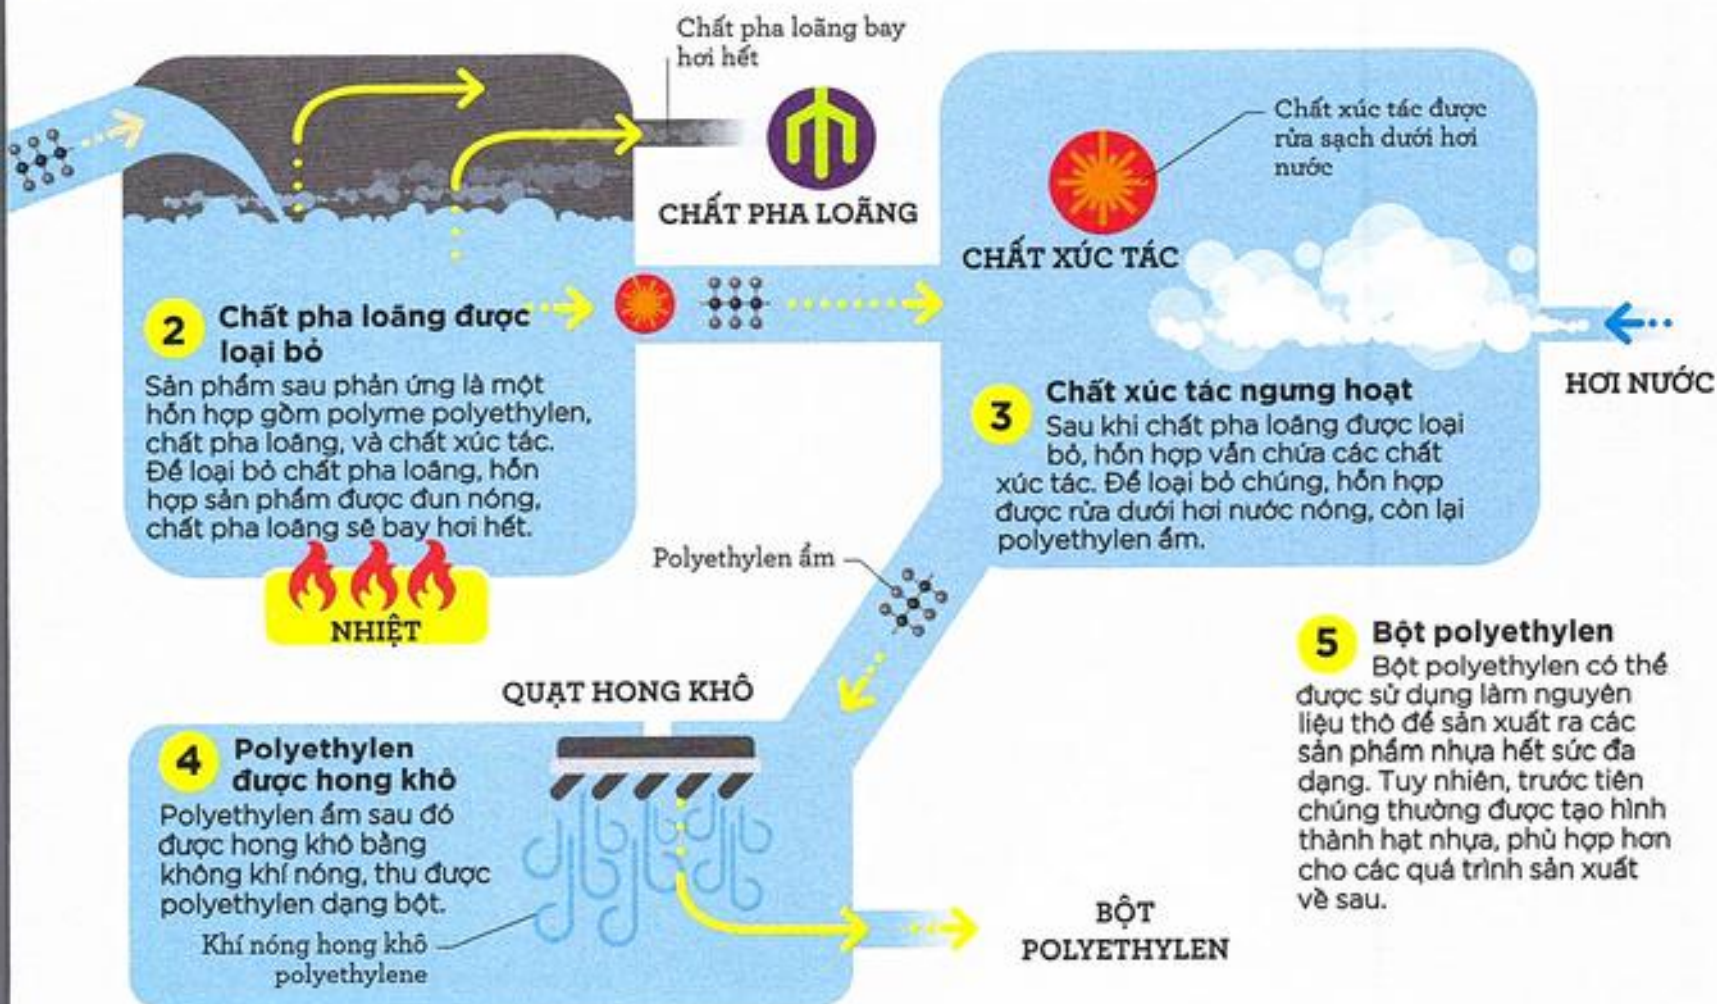 Chất pha loãng bay
hơi hết
CHẤT PHA LOÃNG
Chất xúc tác được
rửa sạch dưới hơi
nước
CHẤT XÚC TÁC
2
Chất pha loãng được
loại bỏ
Sản phẩm sau phản ứng là một
hỗn hợp gồm polyme polyethylen,
chất pha loãng, và chất xúc tác.
Để loại bỏ chất pha loãng, hỗn
hợp sản phẩm được đun nóng,
chất pha loãng sẽ bay hơi hết.
NHIỆT
HƠI NƯỚC
3
Chất xúc tác ngưng hoạt
Sau khi chất pha loãng được loại
bỏ, hỗn hợp vẫn chứa các chất
xúc tác. Để loại bỏ chúng, hỗn hợp
được rửa dưới hơi nước nóng, còn lại
polyethylen ẩm.
Polyethylen ẩm
QUẠT HONG KHÔ
4
Polyethylen
được hong khô
Polyethylen ẩm sau đó
được hong khô bằng
không khí nóng, thu được
polyethylen dạng bột.
Khí nóng hong khô
polyethylene
BỘT
POLYETHYLEN
5
Bột polyethylen
Bột polyethylen có thể
được sử dụng làm nguyên
liệu thô để sản xuất ra các
sản phẩm nhựa hết sức đa
dạng. Tuy nhiên, trước tiên
chúng thường được tạo hình
thành hạt nhựa, phù hợp hơn
cho các quá trình sản xuất
về sau.